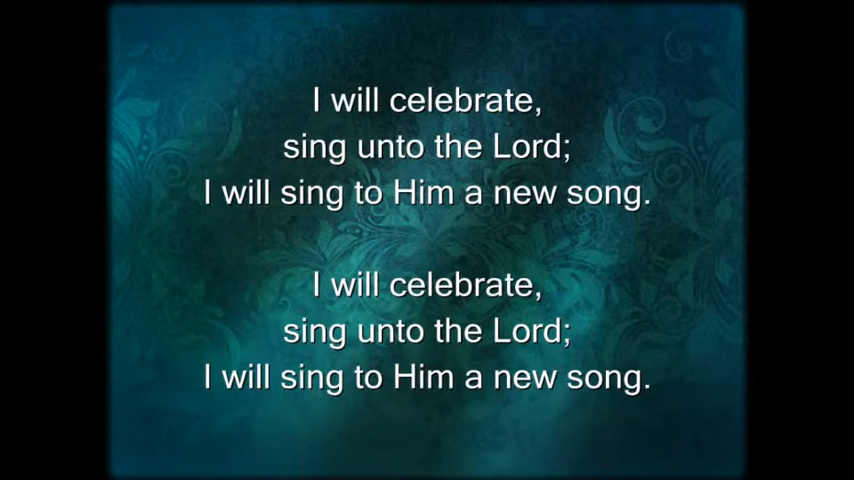 I will celebrate,
sing unto the Lord;
I will sing to Him a new song.
I will celebrate,
sing unto the Lord;
I will sing to Him a new song.